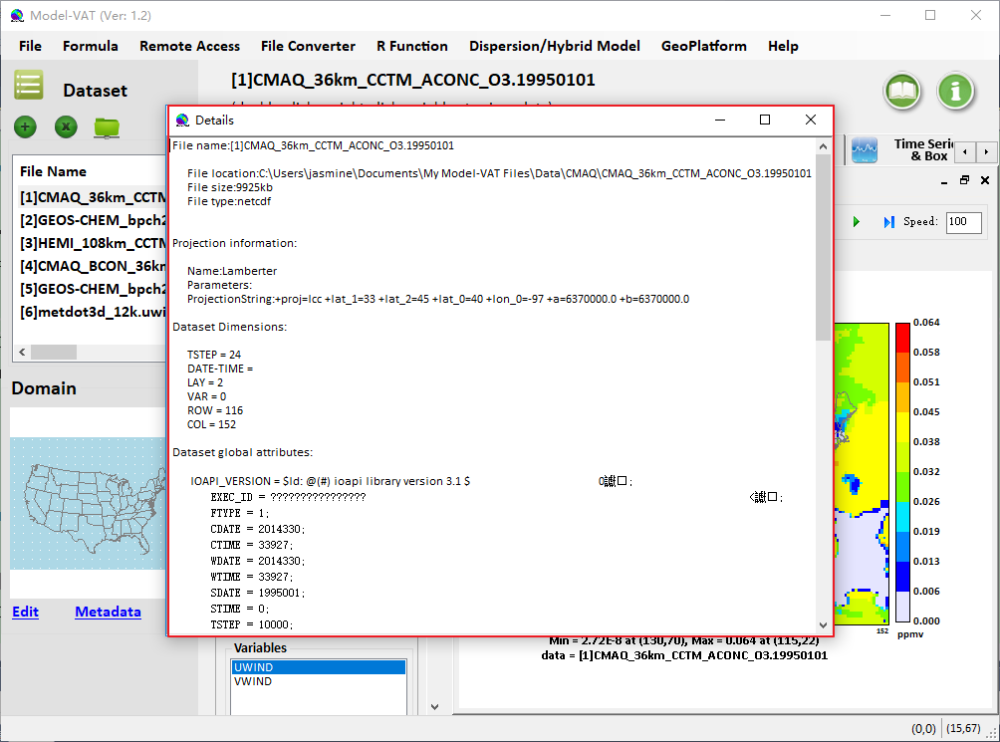 Model-VAT (Ver: 1.2)
File Formula Remote Access File Converter R Function Dispersion/Hybrid Model GeoPlatform Help
Dataset
[1]CMAQ_36km_CCTM_ACONC_O3.19950101
Time Seri
& Box
File Name
[1]CMAQ_36km_CCTM
[2]GEOS-CHEM_bpch2
[3]HEMI_108km_CCTM
[4]CMAQ_BCON_36km
[5]GEOS-CHEM_bpch2
[6]metdot3d_12k.uwi
Domain
Edit Metadata
Details
File name:[1]CMAQ_36km_CCTM_ACONC_O3.19950101
File location:C:\Users\jasmine\Documents\My Model-VAT Files\Data\CMAQ\CMAQ_36km_CCTM_ACONC_O3.19950101
File size:9925kb
File type:netcdf
Projection information:
Name:Lamberter
Parameters:
ProjectionString:+proj=lcc +lat_1=33 +lat_2=45 +lat_0=40 +lon_0=-97 +a=6370000.0 +b=6370000.0
Dataset Dimensions:
TSTEP = 24
DATE-TIME =
LAY = 2
VAR = 0
ROW = 116
COL = 152
Dataset global attributes:
IOAPI_VERSION = $Id: @(#) ioapi library version 3.1 $
EXEC_ID = ????????????????
FTYPE = 1;
CDATE = 2014330;
CTIME = 33927;
WDATE = 2014330;
WTIME = 33927;
SDATE = 1995001;
STIME = 0;
TSTEP = 10000;
Speed: 100
0.064
0.058
0.051
0.045
0.038
0.032
0.026
0.019
0.013
0.006
0.000
152
ppmv
Min = 2.72E-8 at (130,70), Max = 0.064 at (115,22)
data = [1]CMAQ_36km_CCTM_ACONC_O3.19950101
Variables
UWIND
VWIND
(0,0) (15,67)